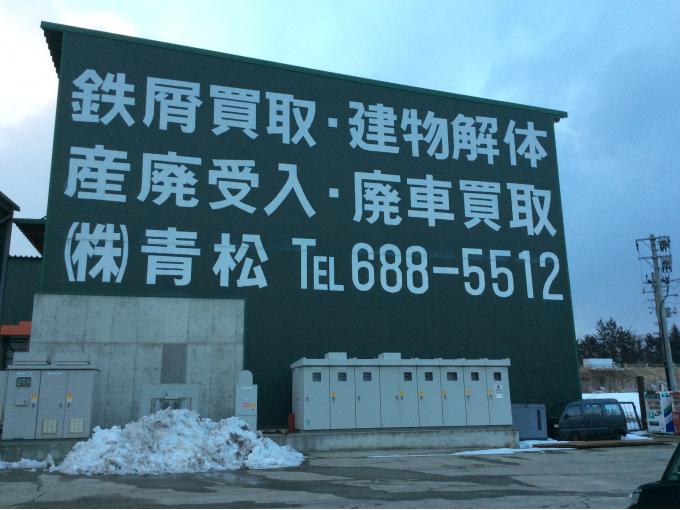 鉄屑買取・建物解体
産廃受入・廃車買取
㈱青松 TEL 688-5512